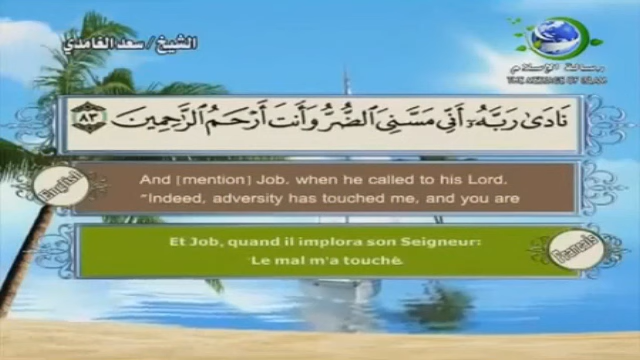 الشيخ/ سعد الغامدي
رسالة الإسلام
THE MESSAGE OF ISLAM
نَادَىٰ رَبَّهُۥٓ أَنِّي مَسَّنِيَ ٱلضُّرُّ وَأَنتَ أَرْحَمُ ٱلرَّٰحِمِينَ ٨٣
English
And [mention] Job, when he called to his Lord,
"Indeed, adversity has touched me, and you are
Et Job, quand il implora son Seigneur:
"Le mal m'a touché.
Français